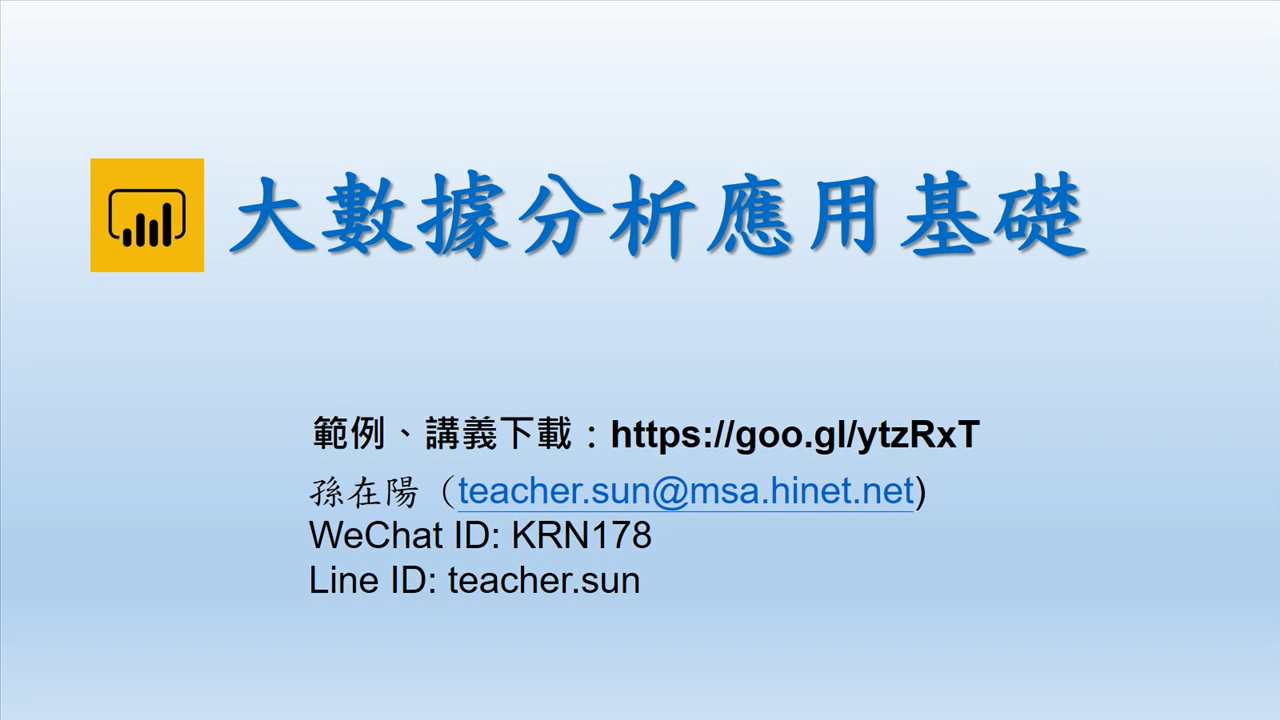 大數據分析應用基礎
範例、講義下載：https://goo.gl/ytzRxT
孫在陽（teacher.sun@msa.hinet.net)
WeChat ID: KRN178
Line ID: teacher.sun